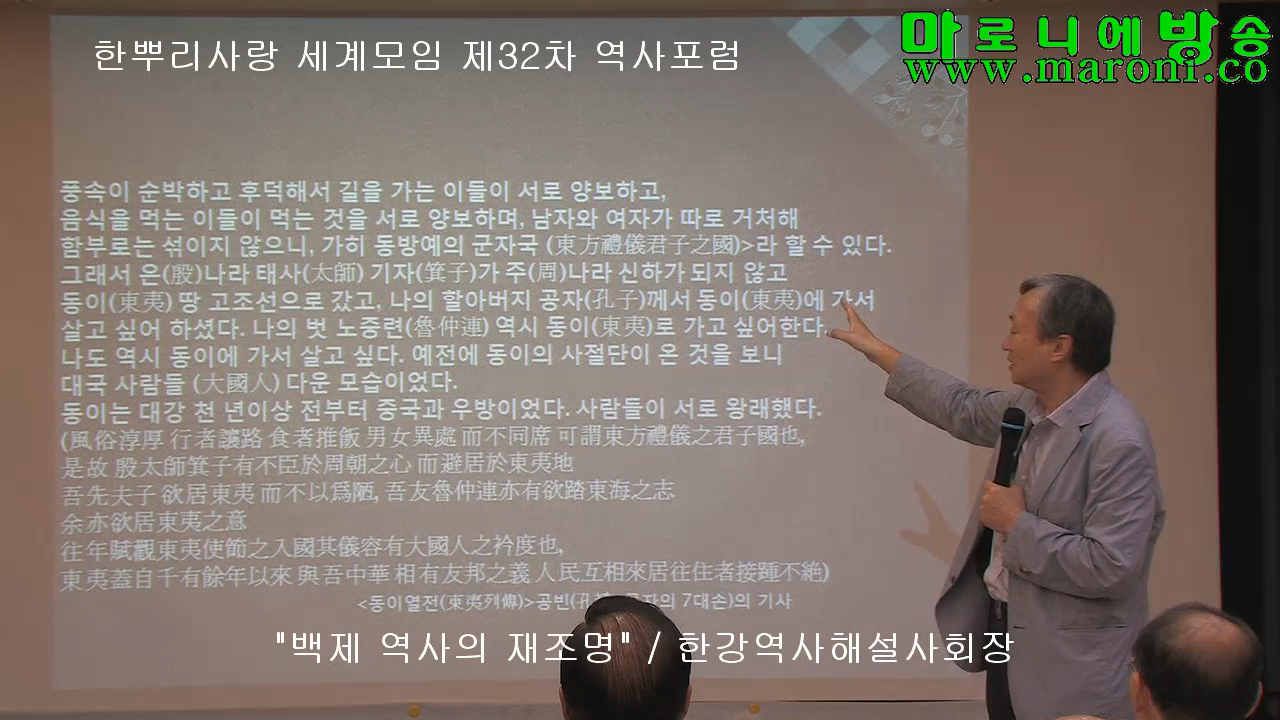 한뿌리사랑 세계모임 제32차 역사포럼
마로니에방송
www.maroni.co
풍속이 순박하고 후덕해서 길을 가는 이들이 서로 양보하고,
음식을 먹는 이들이 먹는 것을 서로 양보하며, 남자와 여자가 따로 거처해
함부로는 섞이지 않으니, 가히 동방예의 군자국 (東方禮儀君子之國)>라 할 수 있다.
그래서 은(殷)나라 태사(太師) 기자(箕子)가 주(周)나라 신하가 되지 않고
동이(東夷) 땅 고조선으로 갔고, 나의 할아버지 공자(孔子)께서 동이(東夷)에 가서
살고 싶어 하셨다. 나의 벗 노중련(魯仲連) 역시 동이(東夷)로 가고 싶어한다.
나도 역시 동이에 가서 살고 싶다. 예전에 동이의 사절단이 온 것을 보니
대국 사람들 (大國人) 다운 모습이었다.
동이는 대강 천 년이상 전부터 중국과 우방이었다. 사람들이 서로 왕래했다.
(風俗淳厚 行者讓路 食者推飯 男女異處 而不同席 可謂東方禮儀之君子國也,
是故 殷太師箕子有不臣於周朝之心 而避居於東夷地
吾先夫子 欲居東夷 而不以爲陋, 吾友魯仲連亦有欲踏東海之志
余亦欲居東夷之意
往年賦觀東夷使節之入國其儀容有大國人之衿度也,
東夷蓋自千有餘年以來 與吾中華 相有友邦之義 人民互相來居往住者接踵不絶)
<동이열전(東夷列傳)>공빈(孔 의 7대손)의 기사
"백제 역사의 재조명" / 한강역사해설사회장